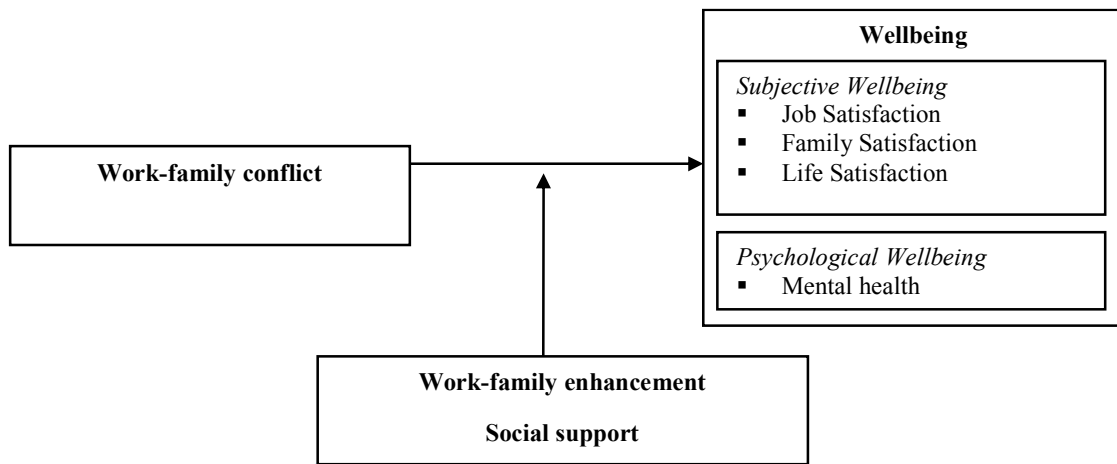 Wellbeing
Subjective Wellbeing
▪ Job Satisfaction
▪ Family Satisfaction
▪ Life Satisfaction
Work-family conflict
Psychological Wellbeing
▪ Mental health
Work-family enhancement
Social support